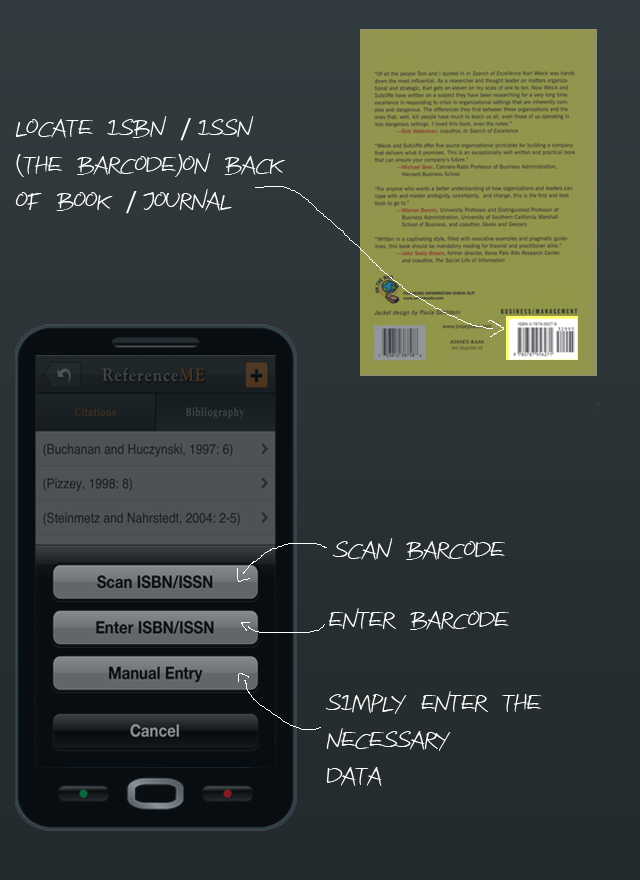 LOCATE ISBN / ISSN
(THE BARCODE)ON BACK
OF BOOK / JOURNAL
"Of all the people Tom and I quoted in In Search of Excellence Karl Weick was hands
down the most influential. As a researcher and thought leader on matters organiza-
tional and strategic, Karl gets an eleven on my scale of one to ten. Now Weick and
Sutcliffe have written on a subject they have been researching for a very long time:
excellence in responding to crisis in organizational settings that are inherently com-
plex and dangerous. The differences they find between these organizations and the
ones that, well, kill people have much to teach us all, even those of us operating in
less dangerous settings. I loved this book, even the notes."
—Bob Waterman, coauthor, In Search of Excellence
"Weick and Sutcliffe offer five sound organizational principles for building a company
that delivers what it promises. This is an exceptionally well written and practical book
that can ensure your company's future."
—Michael Beer, Cahners-Rabb Professor of Business Administration,
Harvard Business School
"For anyone who wants a better understanding of how organizations and leaders can
cope with and master ambiguity, uncertainty, and change, this is the first and best
book to go to."
—Warren Bennis, University Professor and Distinguished Professor of
Business Administration, University of Southern California Marshall
School of Business, and coauthor, Geeks and Geezers
"Written in a captivating style, filled with evocative examples and pragmatic guide-
lines, this book should be mandatory reading for theorist and practitioner alike."
—John Seely Brown, former director, Xerox Palo Alto Research Center,
and coauthor, The Social Life of Information
FOR MORE INFORMATION CHECK OUT:
Jacket design by Paula
BUSINESS/MANAGEMENT
JOSSEY-BASS
ReferenceME
Citations
Bibliography
(Buchanan and Huczynski, 1997: 6)
(Pizzey, 1998: 8)
(Steinmetz and Nahrstedt, 2004: 2-5)
Scan ISBN/ISSN
Enter ISBN/ISSN
Manual Entry
Cancel
SCAN BARCODE
ENTER BARCODE
SIMPLY ENTER THE
NECESSARY
DATA